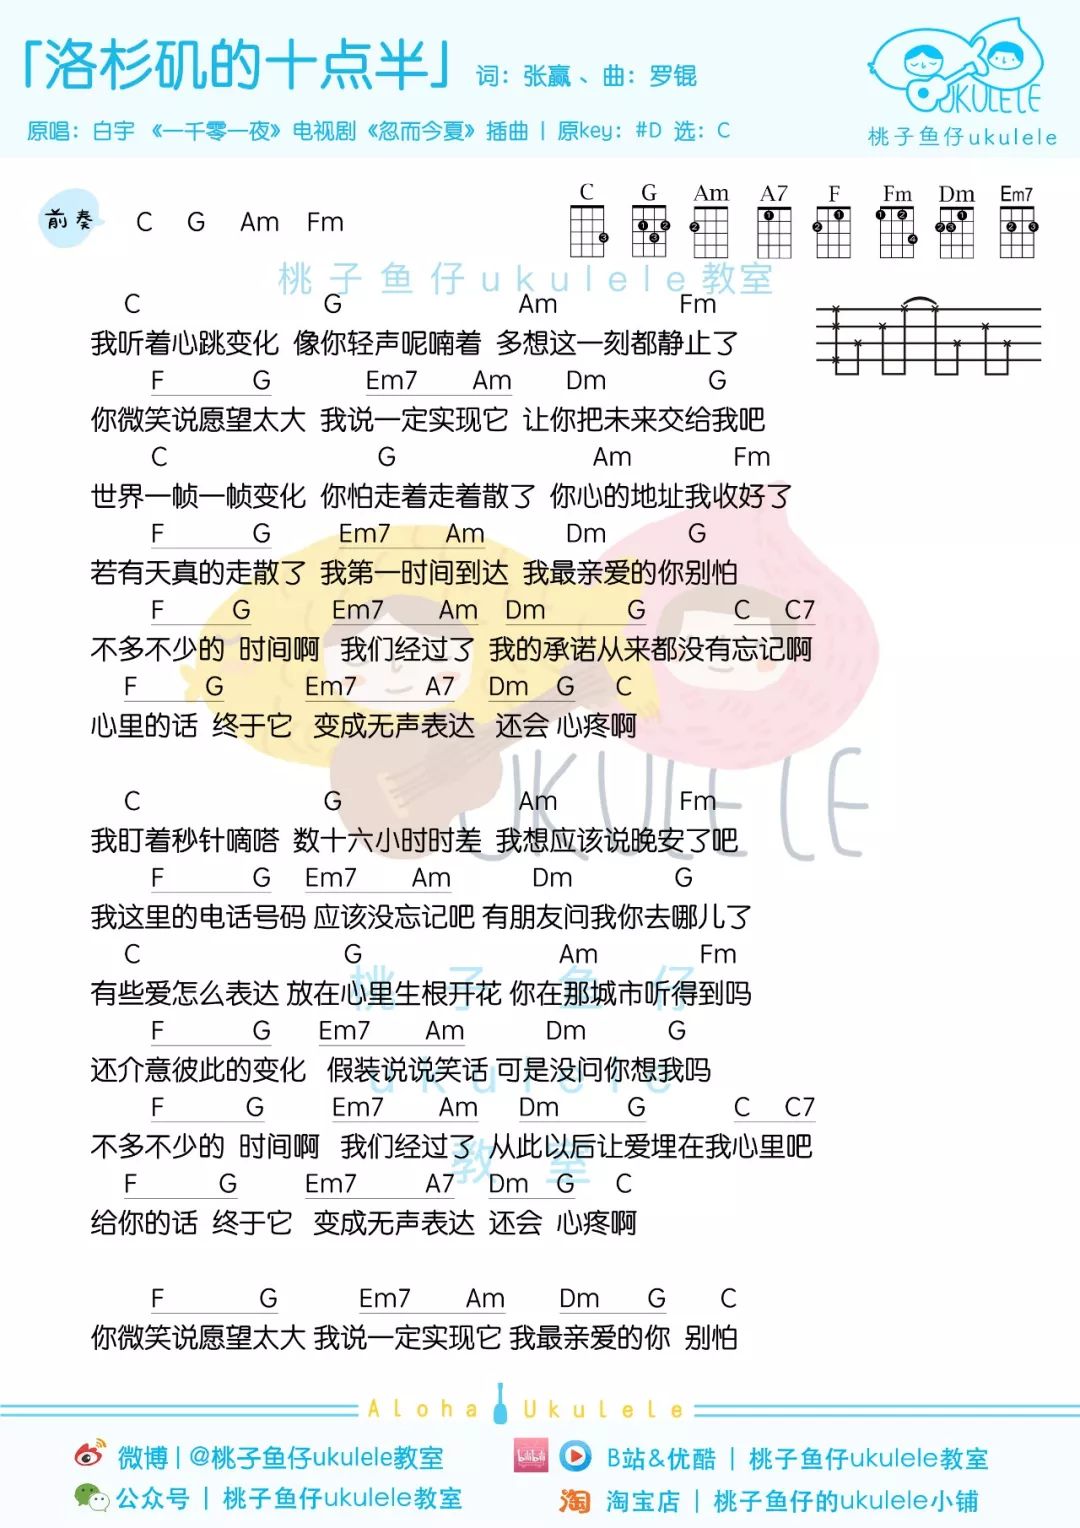 「洛杉矶的十点半」 词：张赢 、曲：罗锟
原唱：白宇 《一千零一夜》电视剧《忽而今夏》插曲 | 原key：#D 选：C
UKULELE
桃子鱼仔ukulele
前奏 C G Am Fm
C G Am A7 F Fm Dm Em7
桃子鱼仔ukulele教室
C G Am Fm
我听着心跳变化 像你轻声呢喃着 多想这一刻都静止了
F G Em7 Am Dm G
你微笑说愿望太大 我说一定实现它 让你把未来交给我吧
C G Am Fm
世界一帧一帧变化 你怕走着走着散了 你心的地址我收好了
F G Em7 Am Dm G
若有天真的走散了 我第一时间到达 我最亲爱的你别怕
F G Em7 Am Dm G C C7
不多不少的 时间啊 我们经过了 我的承诺从来都没有忘记啊
F G Em7 A7 Dm G C
心里的话 终于它 变成无声表达 还会 心疼啊
UKULELE
C G Am Fm
我盯着秒针嘀嗒 数十六小时时差 我想应该说晚安了吧
F G Em7 Am Dm G
我这里的电话号码 应该没忘记吧 有朋友问我你去哪儿了
C G Am Fm
有些爱怎么表达 放在心里生根开花 你在那城市听得到吗
桃子鱼仔
F G Em7 Am Dm G
还介意彼此的变化 假装说说笑话 可是没问你想我吗
ukulele
F G Em7 Am Dm G C C7
不多不少的 时间啊 我们经过了 从此以后让爱埋在我心里吧
教室
F G Em7 A7 Dm G C
给你的话 终于它 变成无声表达 还会 心疼啊
F G Em7 Am Dm G C
你微笑说愿望太大 我说一定实现它 我最亲爱的你 别怕
Aloha Ukulele
微博 | @桃子鱼仔ukulele教室
bilibili B站&优酷 | 桃子鱼仔ukulele教室
公众号 | 桃子鱼仔ukulele教室
淘 淘宝店 | 桃子鱼仔的ukulele小铺